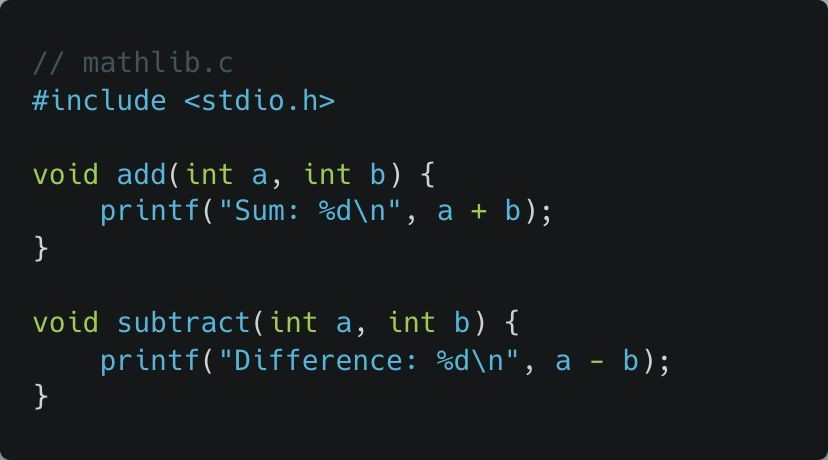 // mathlib.c
#include <stdio.h>

void add(int a, int b) {
    printf("Sum: %d\n", a + b);
}

void subtract(int a, int b) {
    printf("Difference: %d\n", a - b);
}